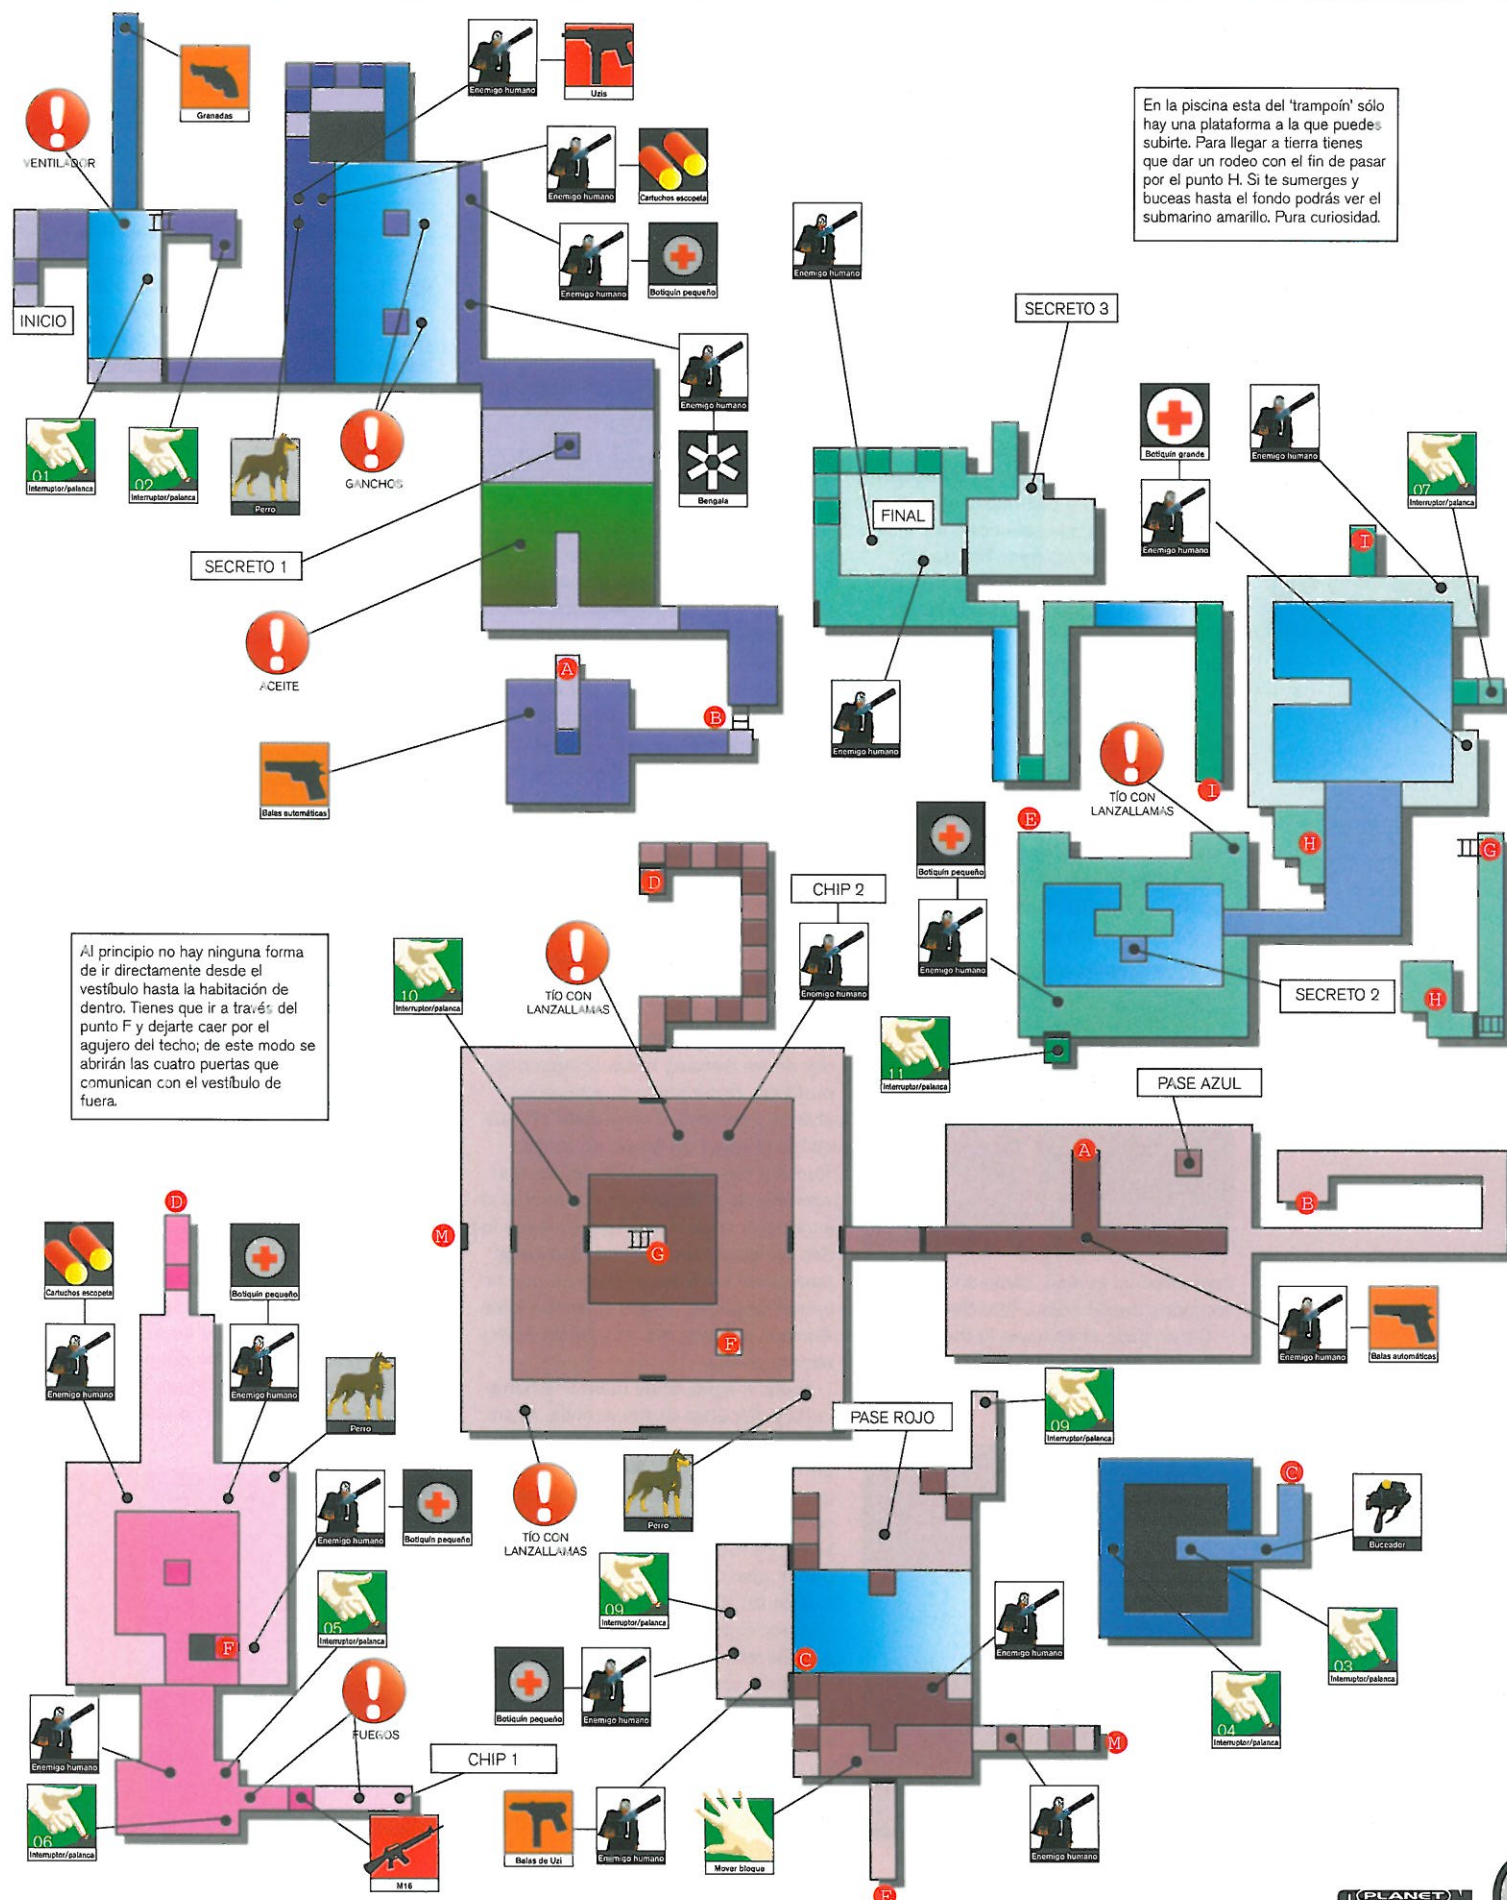 Granadas
VENTILADOR
INICIO
01
Interruptor/palanca
02
Interruptor/palanca
Perro
GANCHOS
Enemigo humano
Uzis
Enemigo humano
Cartuchos escopeta
Enemigo humano
Botiquín pequeño
Enemigo humano
Bengala
SECRETO 1
ACEITE
A
B
Balas automáticas
En la piscina esta del 'trampoín' sólo
hay una plataforma a la que puedes
subirte. Para llegar a tierra tienes
que dar un rodeo con el fin de pasar
por el punto H. Si te sumerges y
buceas hasta el fondo podrás ver el
submarino amarillo. Pura curiosidad.
Enemigo humano
SECRETO 3
FINAL
Enemigo humano
Botiquín grande
Enemigo humano
Enemigo humano
07
Interruptor/palanca
I
I
TÍO CON
LANZALLAMAS
E
H
G
H
Botiquín pequeño
Enemigo humano
SECRETO 2
11
Interruptor/palanca
D
CHIP 2
Enemigo humano
TÍO CON
LANZALLAMAS
10
Interruptor/palanca
Al principio no hay ninguna forma
de ir directamente desde el
vestíbulo hasta la habitación de
dentro. Tienes que ir a través del
punto F y dejarte caer por el
agujero del techo; de este modo se
abrirán las cuatro puertas que
comunican con el vestíbulo de
fuera.
PASE AZUL
A
B
M
G
F
Enemigo humano
Balas automáticas
D
Cartuchos escopeta
Enemigo humano
Botiquín pequeño
Enemigo humano
Perro
Enemigo humano
Botiquín pequeño
05
Interruptor/palanca
F
FUEGOS
Enemigo humano
06
Interruptor/palanca
CHIP 1
M16
TÍO CON
LANZALLAMAS
Perro
PASE ROJO
09
Interruptor/palanca
09
Interruptor/palanca
Botiquín pequeño
Enemigo humano
C
Enemigo humano
M
Balas de Uzi
Enemigo humano
Mover bloque
Enemigo humano
E
C
Buceador
03
Interruptor/palanca
04
Interruptor/palanca
PLANET